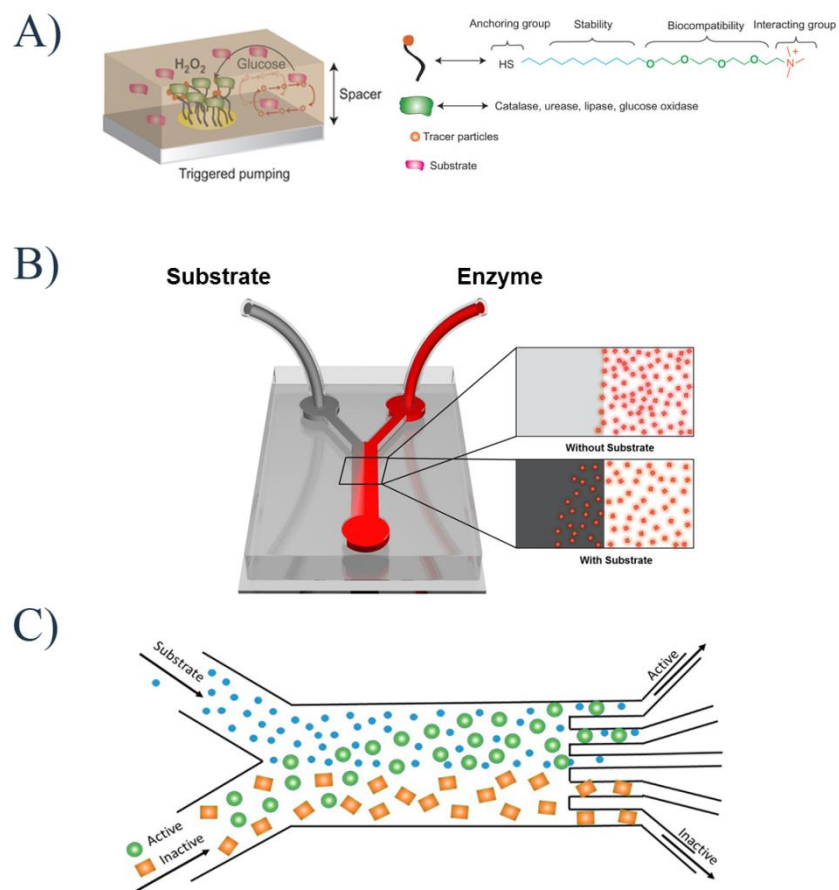 A)
H2O2
Glucose
Spacer
Triggered pumping
Anchoring group
Stability
Biocompatibility
Interacting group
HS
O
O
O
O
N
+
Catalase, urease, lipase, glucose oxidase
Tracer particles
Substrate
B)
Substrate
Enzyme
Without Substrate
With Substrate
C)
Substrate
Active
Inactive
Active
Inactive